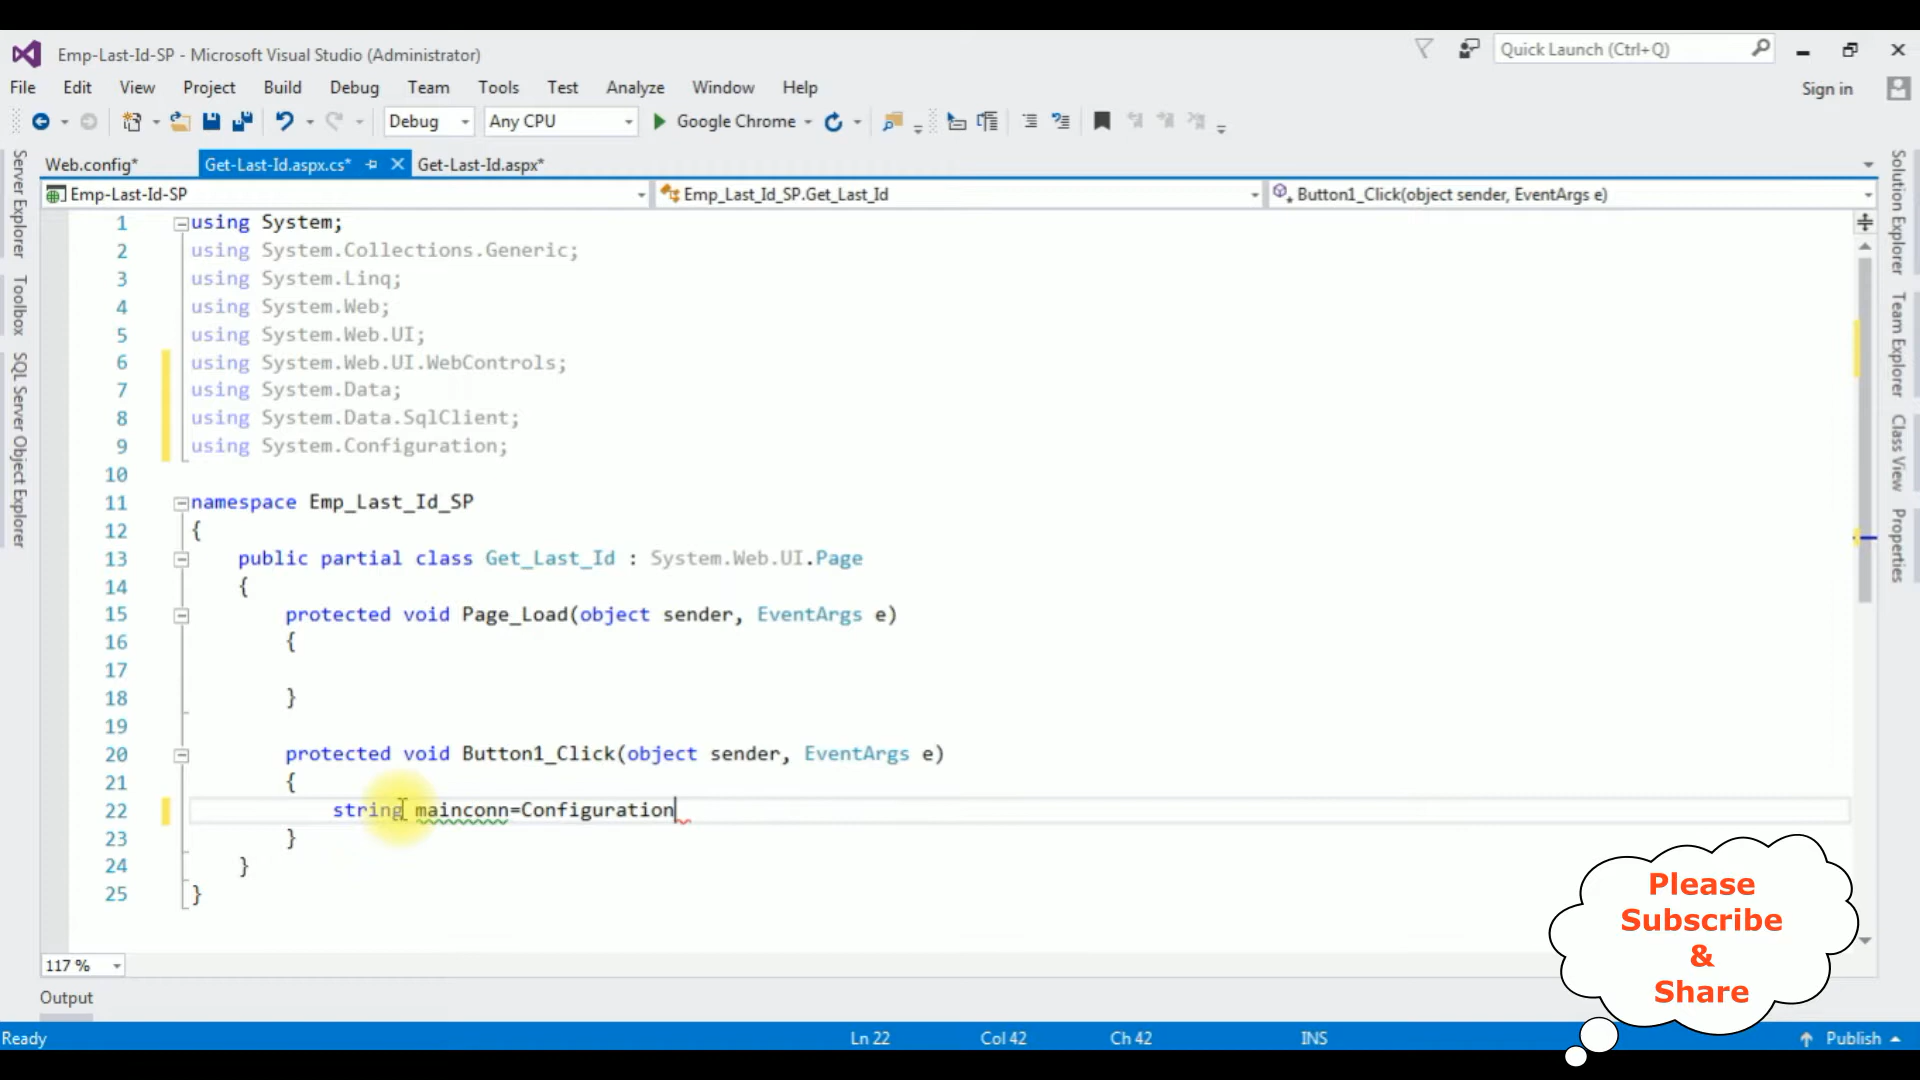 Emp-Last-Id-SP - Microsoft Visual Studio (Administrator)
Quick Launch (Ctrl+Q)
File Edit View Project Build Debug Team Tools Test Analyze Window Help
Sign in
Debug Any CPU Google Chrome
Web.config* Get-Last-Id.aspx.cs* Get-Last-Id.aspx*
Emp-Last-Id-SP Emp_Last_Id_SP.Get_Last_Id Button1_Click(object sender, EventArgs e)
Server Explorer
Toolbox
SQL Server Object Explorer
1 using System;
2 using System.Collections.Generic;
3 using System.Linq;
4 using System.Web;
5 using System.Web.UI;
6 using System.Web.UI.WebControls;
7 using System.Data;
8 using System.Data.SqlClient;
9 using System.Configuration;
10
11 namespace Emp_Last_Id_SP
12 {
13 public partial class Get_Last_Id : System.Web.UI.Page
14 {
15 protected void Page_Load(object sender, EventArgs e)
16 {
17
18 }
19
20 protected void Button1_Click(object sender, EventArgs e)
21 {
22 string mainconn=Configuration
23 }
24 }
25 }
Solution Explorer
Team Explorer
Class View
Properties
117 %
Output
Please
Subscribe
&
Share
Ready Ln 22 Col 42 Ch 42 INS Publish